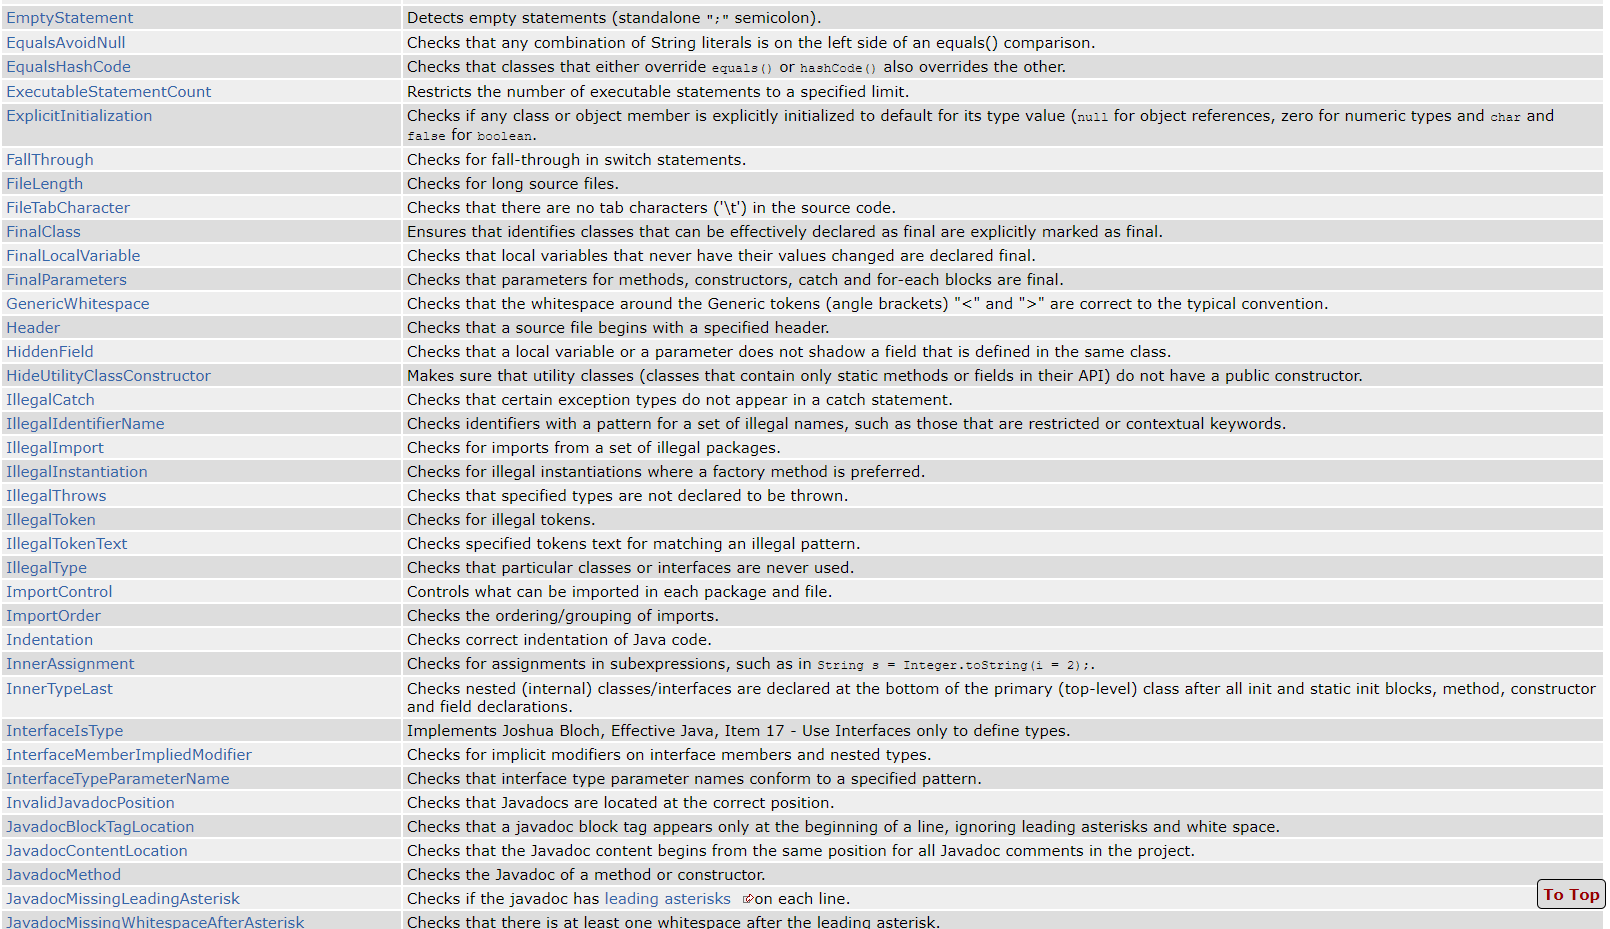 EmptyStatement Detects empty statements (standalone ";" semicolon).
EqualsAvoidNull Checks that any combination of String literals is on the left side of an equals() comparison.
EqualsHashCode Checks that classes that either override equals() or hashCode() also overrides the other.
ExecutableStatementCount Restricts the number of executable statements to a specified limit.
ExplicitInitialization Checks if any class or object member is explicitly initialized to default for its type value (null for object references, zero for numeric types and char and
false for boolean.
FallThrough Checks for fall-through in switch statements.
FileLength Checks for long source files.
FileTabCharacter Checks that there are no tab characters ('\t') in the source code.
FinalClass Ensures that identifies classes that can be effectively declared as final are explicitly marked as final.
FinalLocalVariable Checks that local variables that never have their values changed are declared final.
FinalParameters Checks that parameters for methods, constructors, catch and for-each blocks are final.
GenericWhitespace Checks that the whitespace around the Generic tokens (angle brackets) "<" and ">" are correct to the typical convention.
Header Checks that a source file begins with a specified header.
HiddenField Checks that a local variable or a parameter does not shadow a field that is defined in the same class.
HideUtilityClassConstructor Makes sure that utility classes (classes that contain only static methods or fields in their API) do not have a public constructor.
IllegalCatch Checks that certain exception types do not appear in a catch statement.
IllegalIdentifierName Checks identifiers with a pattern for a set of illegal names, such as those that are restricted or contextual keywords.
IllegalImport Checks for imports from a set of illegal packages.
IllegalInstantiation Checks for illegal instantiations where a factory method is preferred.
IllegalThrows Checks that specified types are not declared to be thrown.
IllegalToken Checks for illegal tokens.
IllegalTokenText Checks specified tokens text for matching an illegal pattern.
IllegalType Checks that particular classes or interfaces are never used.
ImportControl Controls what can be imported in each package and file.
ImportOrder Checks the ordering/grouping of imports.
Indentation Checks correct indentation of Java code.
InnerAssignment Checks for assignments in subexpressions, such as in String s = Integer.toString(i = 2);.
InnerTypeLast Checks nested (internal) classes/interfaces are declared at the bottom of the primary (top-level) class after all init and static init blocks, method, constructor
and field declarations.
InterfaceIsType Implements Joshua Bloch, Effective Java, Item 17 - Use Interfaces only to define types.
InterfaceMemberImpliedModifier Checks for implicit modifiers on interface members and nested types.
InterfaceTypeParameterName Checks that interface type parameter names conform to a specified pattern.
InvalidJavadocPosition Checks that Javadocs are located at the correct position.
JavadocBlockTagLocation Checks that a javadoc block tag appears only at the beginning of a line, ignoring leading asterisks and white space.
JavadocContentLocation Checks that the Javadoc content begins from the same position for all Javadoc comments in the project.
JavadocMethod Checks the Javadoc of a method or constructor.
JavadocMissingLeadingAsterisk Checks if the javadoc has leading asterisks on each line.
To Top
JavadocMissingWhitespaceAfterAsterisk Checks that there is at least one whitespace after the leading asterisk.